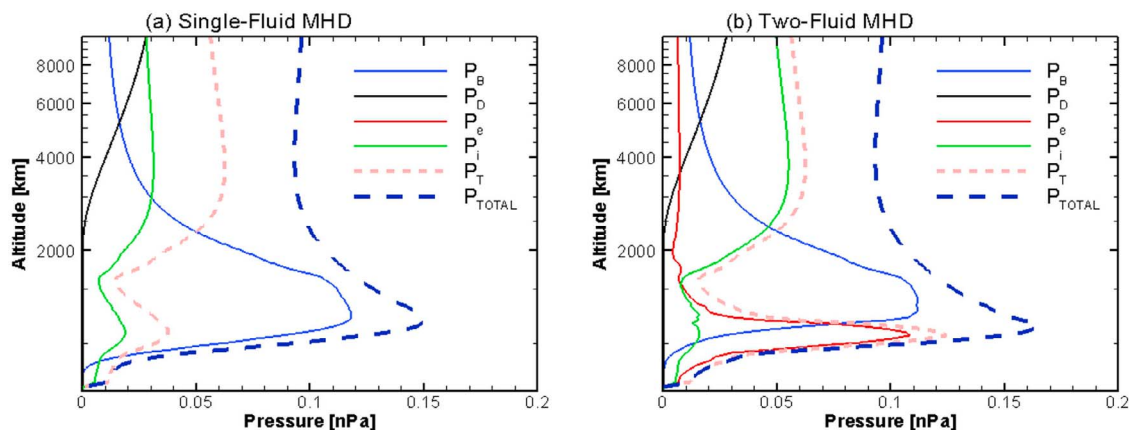 (a) Single-Fluid MHD
Altitude [km]
8000
6000
4000
2000
P_B
P_D
P_e
P_i
P_T
P_TOTAL
0
0.05
0.1
0.15
0.2
Pressure [nPa]
(b) Two-Fluid MHD
Altitude [km]
8000
6000
4000
2000
P_B
P_D
P_e
P_i
P_T
P_TOTAL
0
0.05
0.1
0.15
0.2
Pressure [nPa]